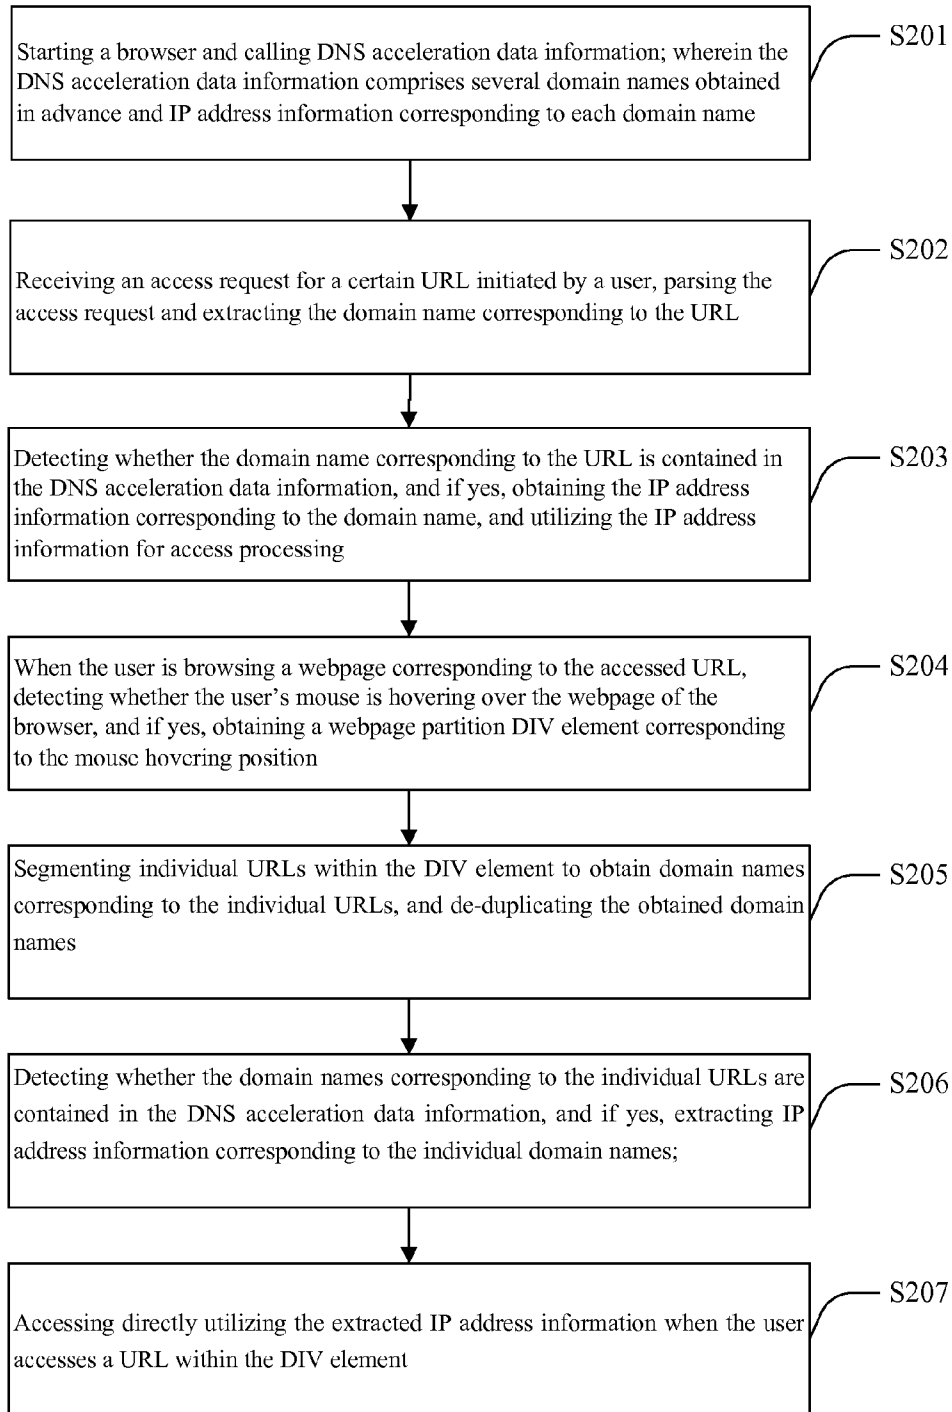 Starting a browser and calling DNS acceleration data information; wherein the
DNS acceleration data information comprises several domain names obtained
in advance and IP address information corresponding to each domain name
S201
Receiving an access request for a certain URL initiated by a user, parsing the
access request and extracting the domain name corresponding to the URL
S202
Detecting whether the domain name corresponding to the URL is contained in
the DNS acceleration data information, and if yes, obtaining the IP address
information corresponding to the domain name, and utilizing the IP address
information for access processing
S203
When the user is browsing a webpage corresponding to the accessed URL,
detecting whether the user's mouse is hovering over the webpage of the
browser, and if yes, obtaining a webpage partition DIV element corresponding
to the mouse hovering position
S204
Segmenting individual URLs within the DIV element to obtain domain names
corresponding to the individual URLs, and de-duplicating the obtained domain
names
S205
Detecting whether the domain names corresponding to the individual URLs are
contained in the DNS acceleration data information, and if yes, extracting IP
address information corresponding to the individual domain names;
S206
Accessing directly utilizing the extracted IP address information when the user
accesses a URL within the DIV element
S207